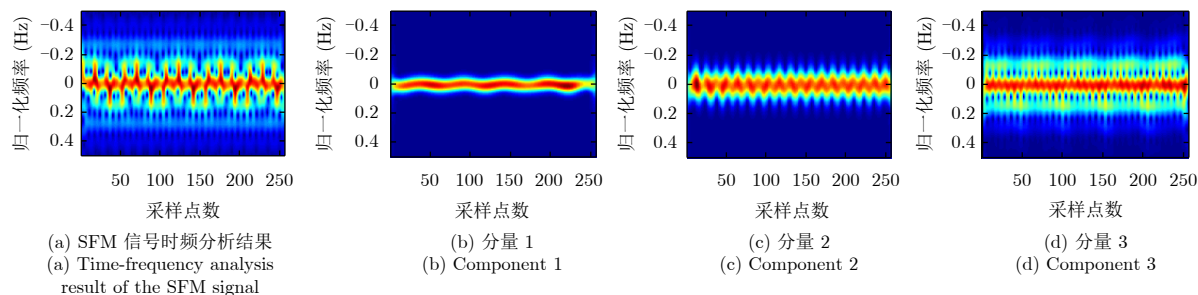 归一化频率 (Hz)
−0.4
−0.2
0
0.2
0.4
50 100 150 200 250
采样点数
(a) SFM 信号时频分析结果
(a) Time-frequency analysis
result of the SFM signal
归一化频率 (Hz)
−0.4
−0.2
0
0.2
0.4
50 100 150 200 250
采样点数
(b) 分量 1
(b) Component 1
归一化频率 (Hz)
−0.4
−0.2
0
0.2
0.4
50 100 150 200 250
采样点数
(c) 分量 2
(c) Component 2
归一化频率 (Hz)
−0.4
−0.2
0
0.2
0.4
50 100 150 200 250
采样点数
(d) 分量 3
(d) Component 3